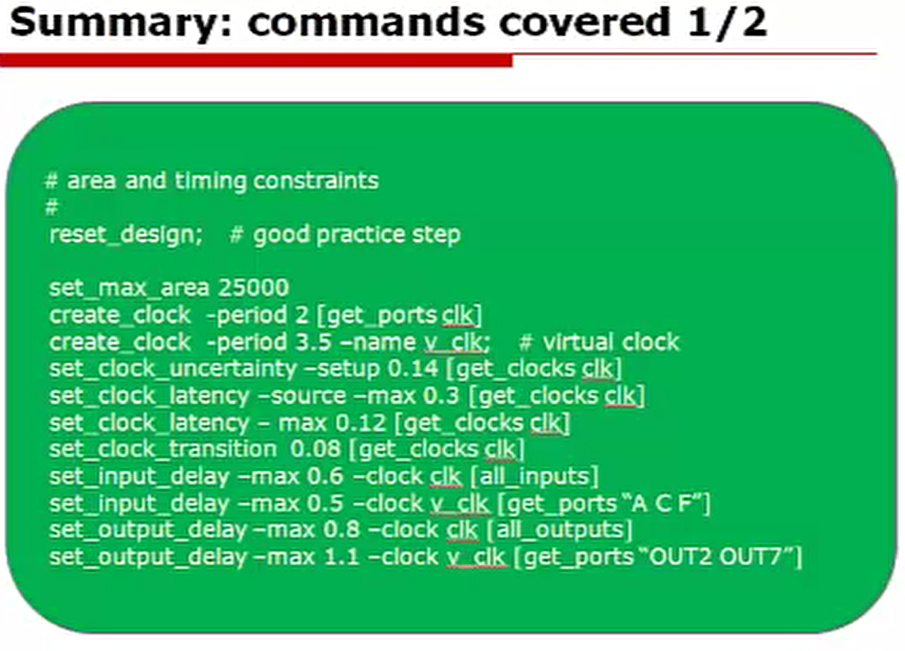 Summary: commands covered 1/2
# area and timing constraints
#
reset_design; # good practice step
set_max_area 25000
create_clock -period 2 [get_ports clk]
create_clock -period 3.5 –name v_clk; # virtual clock
set_clock_uncertainty –setup 0.14 [get_clocks clk]
set_clock_latency –source –max 0.3 [get_clocks clk]
set_clock_latency – max 0.12 [get_clocks clk]
set_clock_transition 0.08 [get_clocks clk]
set_input_delay –max 0.6 –clock clk [all_inputs]
set_input_delay –max 0.5 –clock v_clk [get_ports “A C F”]
set_output_delay –max 0.8 –clock clk [all_outputs]
set_output_delay –max 1.1 –clock v_clk [get_ports “OUT2 OUT7”]